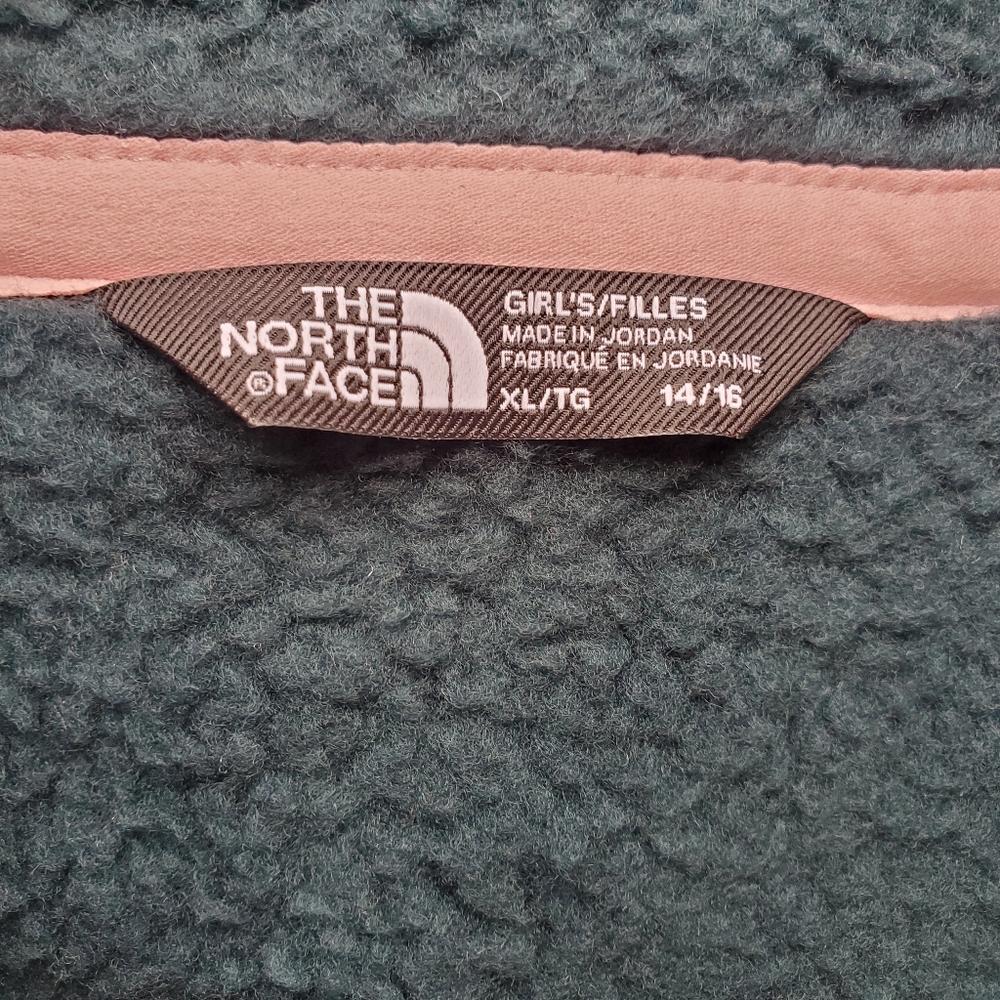 THE
NORTH
®FACE
GIRL'S/FILLES
MADE IN JORDAN
FABRIQUÉ EN JORDANIE
XL/TG 14/16